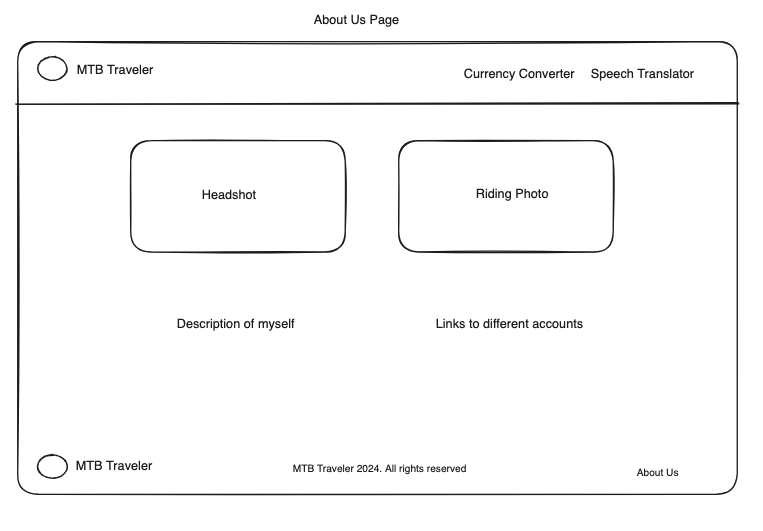 About Us Page
MTB Traveler
Currency Converter
Speech Translator
Headshot
Riding Photo
Description of myself
Links to different accounts
MTB Traveler
MTB Traveler 2024. All rights reserved
About Us